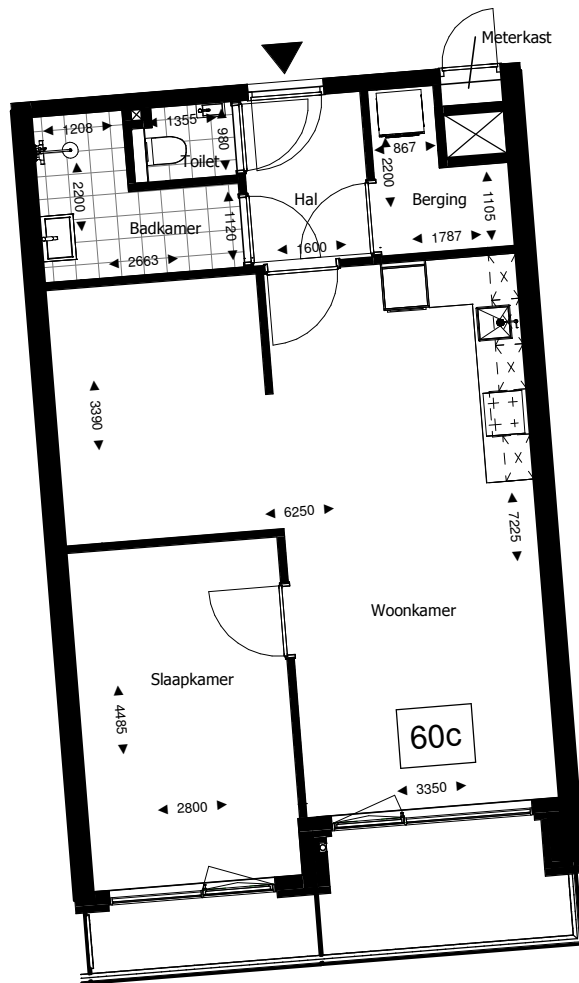 Meterkast
1208
1355
980
Toilet
867
2200
2200
Hal
Berging
1105
Badkamer
1120
1600
1787
2663
3390
6250
7225
Woonkamer
Slaapkamer
4485
60c
3350
2800